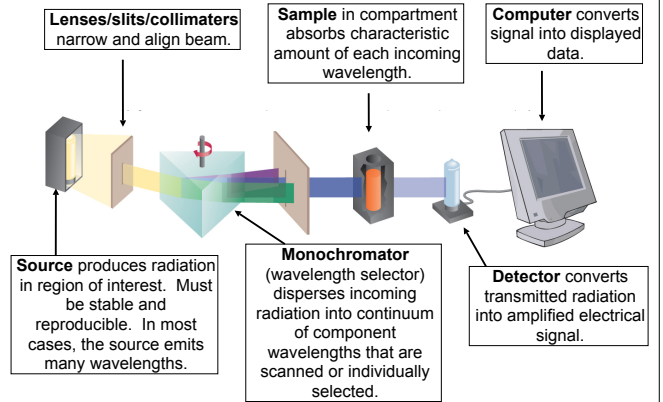 Lenses/slits/collimaters
narrow and align beam.
Sample in compartment
absorbs characteristic
amount of each incoming
wavelength.
Computer converts
signal into displayed
data.
Source produces radiation
in region of interest.  Must
be stable and
reproducible.  In most
cases, the source emits
many wavelengths.
Monochromator
(wavelength selector)
disperses incoming
radiation into continuum
of component
wavelengths that are
scanned or individually
selected.
Detector converts
transmitted radiation
into amplified electrical
signal.